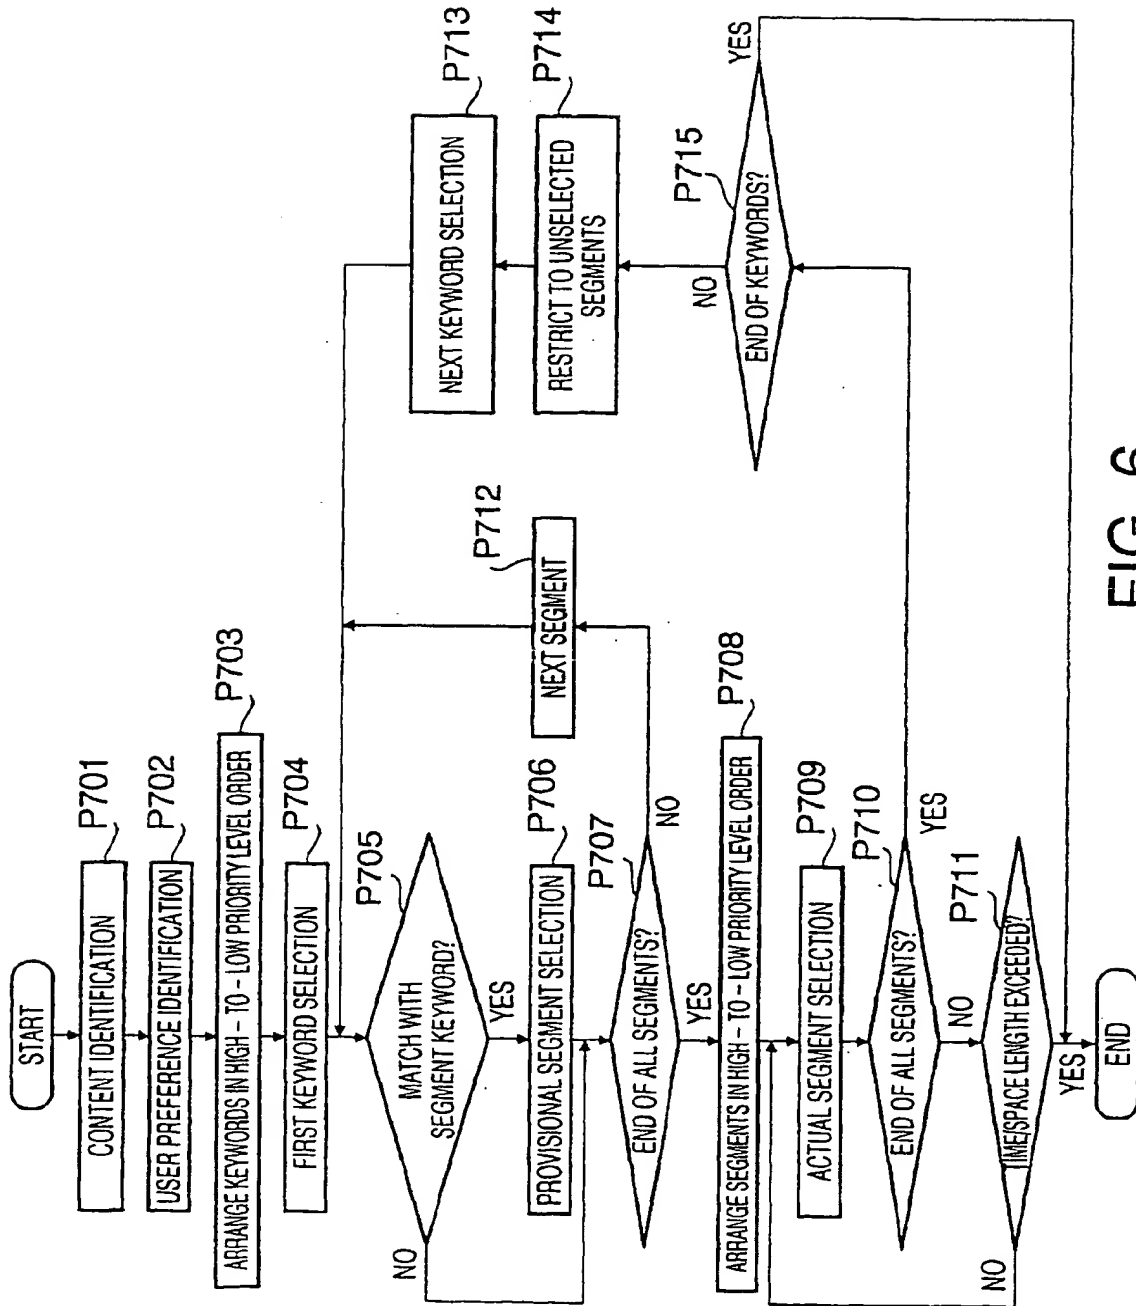 START
CONTENT IDENTIFICATION
P701
USER PREFERENCE IDENTIFICATION
P702
ARRANGE KEYWORDS IN HIGH - TO - LOW PRIORITY LEVEL ORDER
P703
FIRST KEYWORD SELECTION
P704
MATCH WITH
SEGMENT KEYWORD?
P705
NO
YES
PROVISIONAL SEGMENT SELECTION
P706
END OF ALL SEGMENTS?
P707
NO
YES
ARRANGE SEGMENTS IN HIGH - TO - LOW PRIORITY LEVEL ORDER
P708
ACTUAL SEGMENT SELECTION
P709
END OF ALL SEGMENTS?
P710
YES
NO
TIME/SPACE LENGTH EXCEEDED?
P711
NO
YES
END
NEXT SEGMENT
P712
NEXT KEYWORD SELECTION
P713
RESTRICT TO UNSELECTED
SEGMENTS
P714
END OF KEYWORDS?
P715
NO
YES
FIG. 6